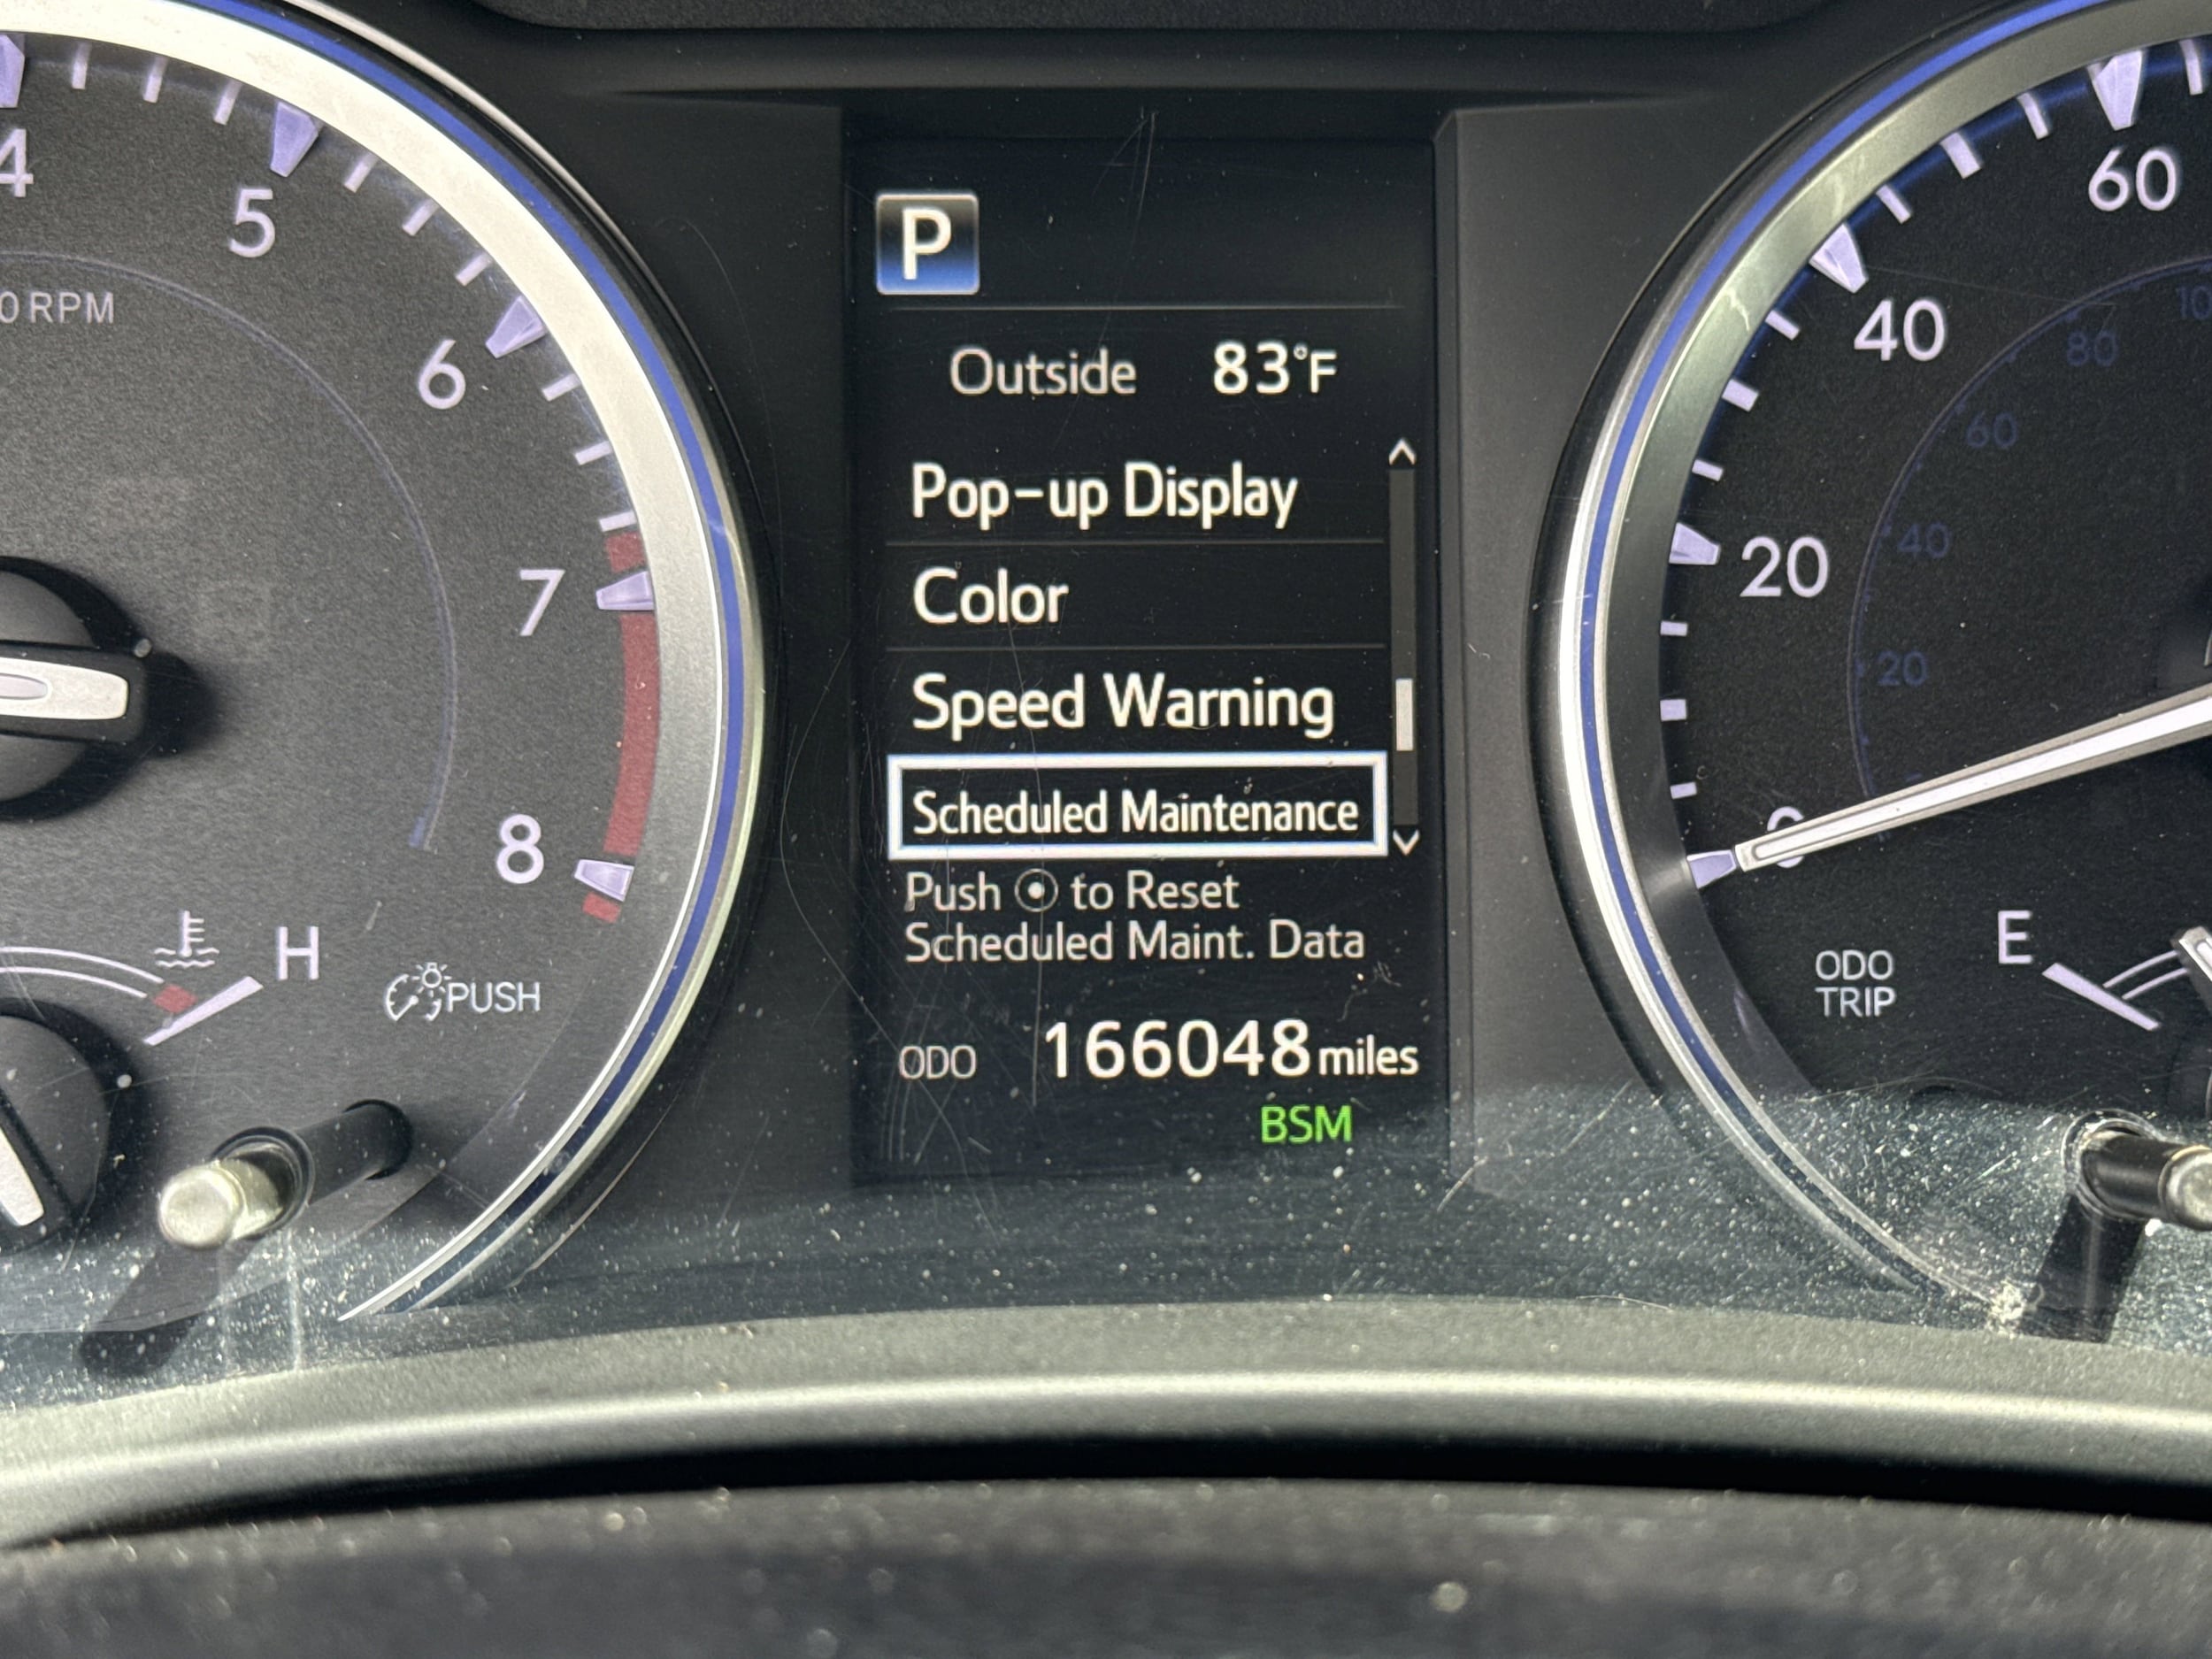 4
5
0 RPM
6
7
8
H
PUSH
P
Outside 83°F
Pop-up Display
Color
Speed Warning
Scheduled Maintenance
Push to Reset
Scheduled Maint. Data
ODO 166048 miles
BSM
60
40
20
0
80
60
40
20
E
ODO
TRIP